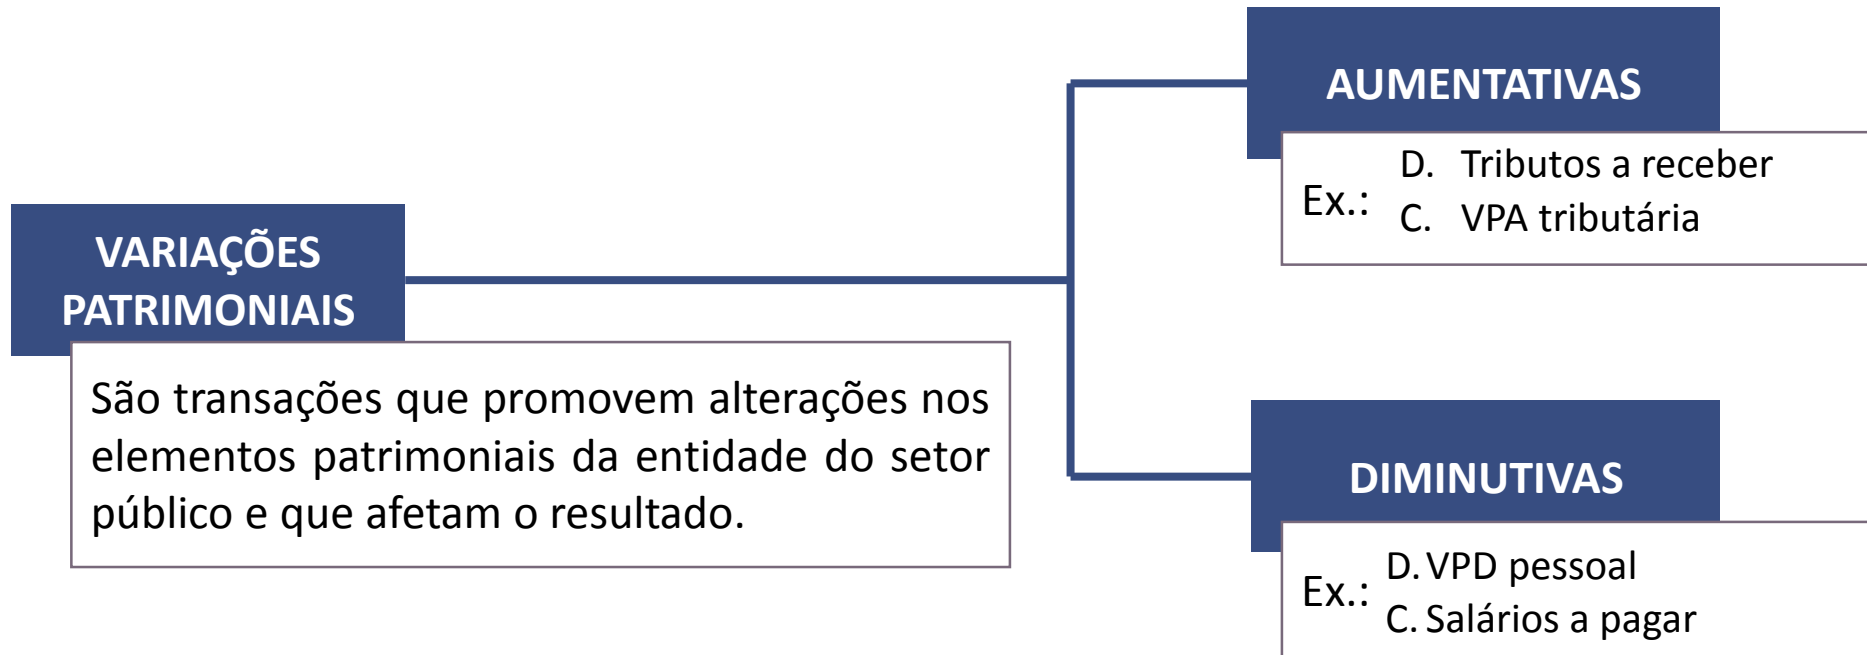 VARIAÇÕES
PATRIMONIAIS
São transações que promovem alterações nos
elementos patrimoniais da entidade do setor
público e que afetam o resultado.
AUMENTATIVAS
Ex.:
D. Tributos a receber
C. VPA tributária
DIMINUTIVAS
Ex.:
D. VPD pessoal
C. Salários a pagar